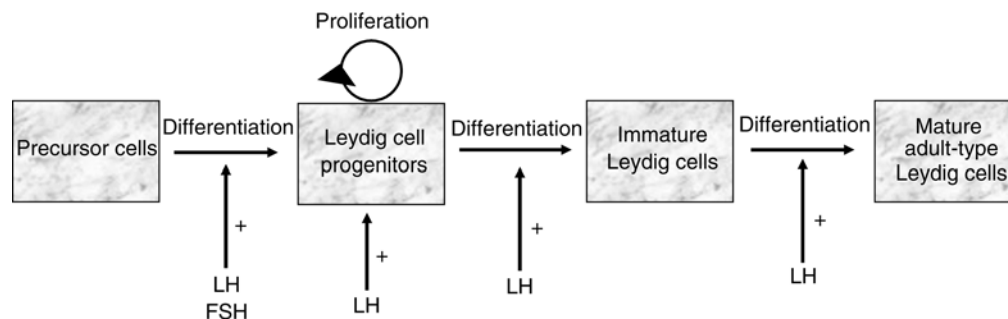 Proliferation
Precursor cells
Differentiation
Leydig cell
progenitors
Differentiation
Immature
Leydig cells
Differentiation
Mature
adult-type
Leydig cells
+
LH
FSH
+
LH
+
LH
+
LH